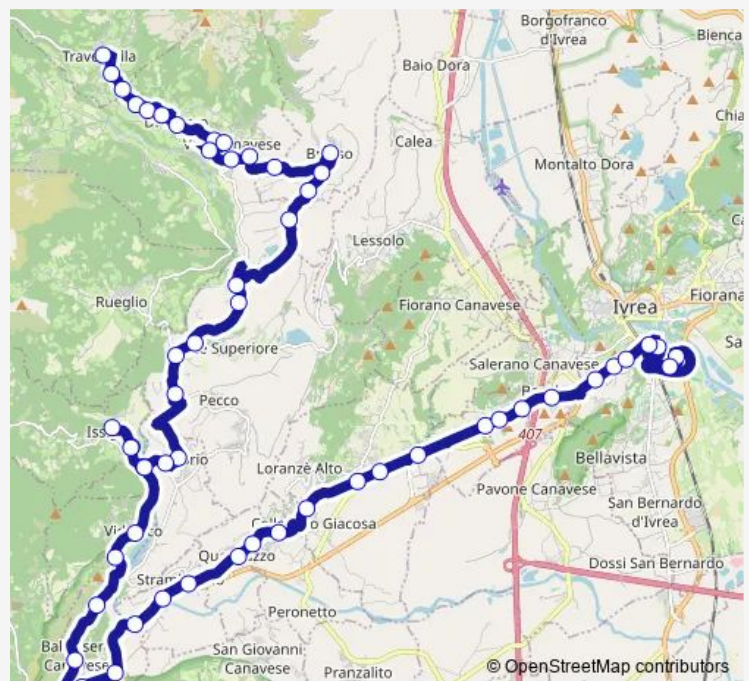 Borgofranco
d'Ivrea
Bienca
Baio Dora
Calea
Montalto Dora
Lessolo
Rueglio
Fiorano Canavese
Ivrea
Fiorana
Salerano Canavese
e Superiore
Pecco
407
Bellavista
Loranzè Alto
Pavone Canavese
San Bernardo
d'Ivrea
o Giacosa
Dossi San Bernardo
Peronetto
San Giovanni
Canavese
Pranzalito
© OpenStreetMap contributors